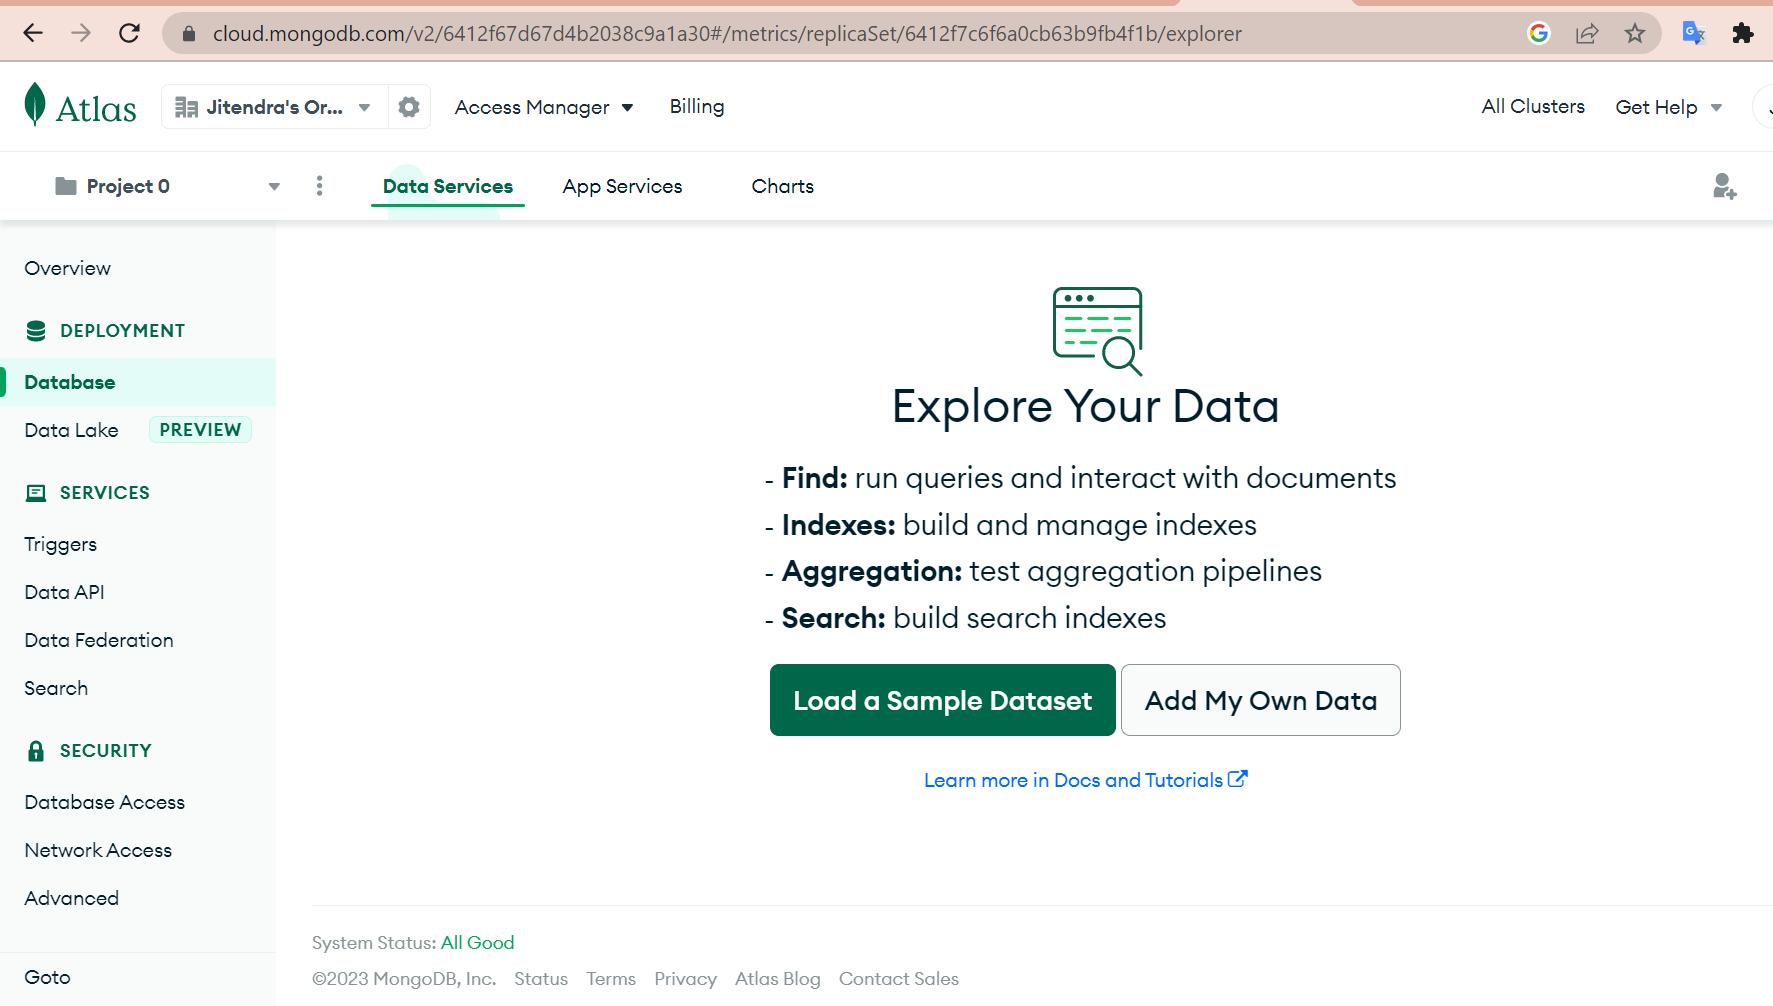 cloud.mongodb.com/v2/6412f67d67d4b2038c9a1a30#/metrics/replicaSet/6412f7c6f6a0cb63b9fb4f1b/explorer
Atlas Jitendra's Or... Access Manager Billing All Clusters Get Help
Project 0 Data Services App Services Charts
Overview
DEPLOYMENT
Database
Data Lake PREVIEW
SERVICES
Triggers
Data API
Data Federation
Search
SECURITY
Database Access
Network Access
Advanced
Goto
Explore Your Data
- Find: run queries and interact with documents
- Indexes: build and manage indexes
- Aggregation: test aggregation pipelines
- Search: build search indexes
Load a Sample Dataset Add My Own Data
Learn more in Docs and Tutorials
System Status: All Good
©2023 MongoDB, Inc. Status Terms Privacy Atlas Blog Contact Sales